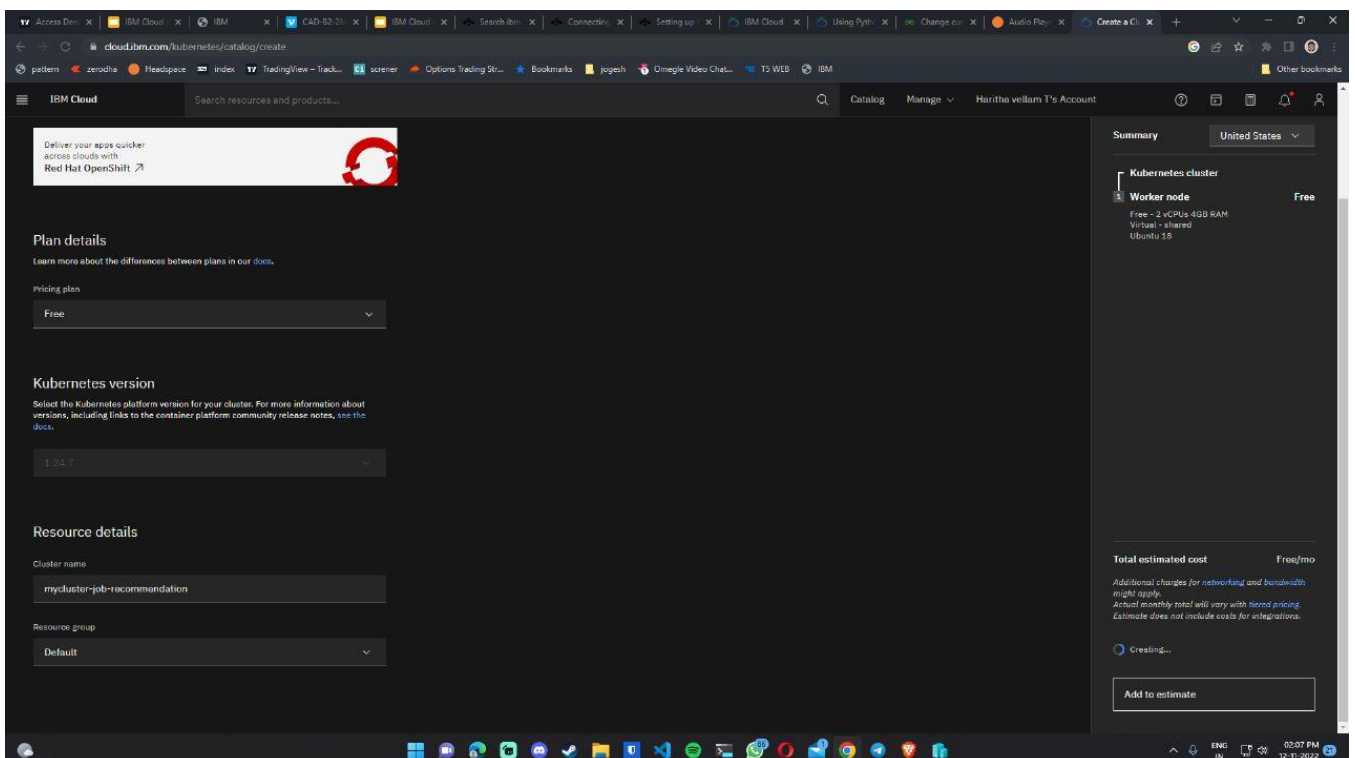 Access Den
IBM Cloud
IBM
CAD-B2-2
IBM Cloud
Search ibm
Connecting
Setting up
IBM Cloud
Using Pyth
Change cur
Audio Play
Create a Cl
cloud.ibm.com/kubernetes/catalog/create
pattern
zerodha
Headspace
index
TradingView – Track...
screner
Options Trading Str...
Bookmarks
jogesh
Omegle Video Chat...
TS WEB
IBM
Other bookmarks
IBM Cloud
Search resources and products...
Catalog
Manage
Haritha vellam T's Account
Deliver your apps quicker
across clouds with
Red Hat OpenShift
Plan details
Learn more about the differences between plans in our docs.
Pricing plan
Free
Kubernetes version
Select the Kubernetes platform version for your cluster. For more information about
versions, including links to the container platform community release notes, see the
docs.
1.24.7
Resource details
Cluster name
mycluster-job-recommendation
Resource group
Default
Summary
United States
Kubernetes cluster
1 Worker node Free
Free - 2 vCPUs 4GB RAM
Virtual - shared
Ubuntu 18
Total estimated cost Free/mo
Additional charges for networking and bandwidth
might apply.
Actual monthly total will vary with tiered pricing.
Estimate does not include costs for integrations.
Creating...
Add to estimate
ENG
IN
02:07 PM
12-11-2022